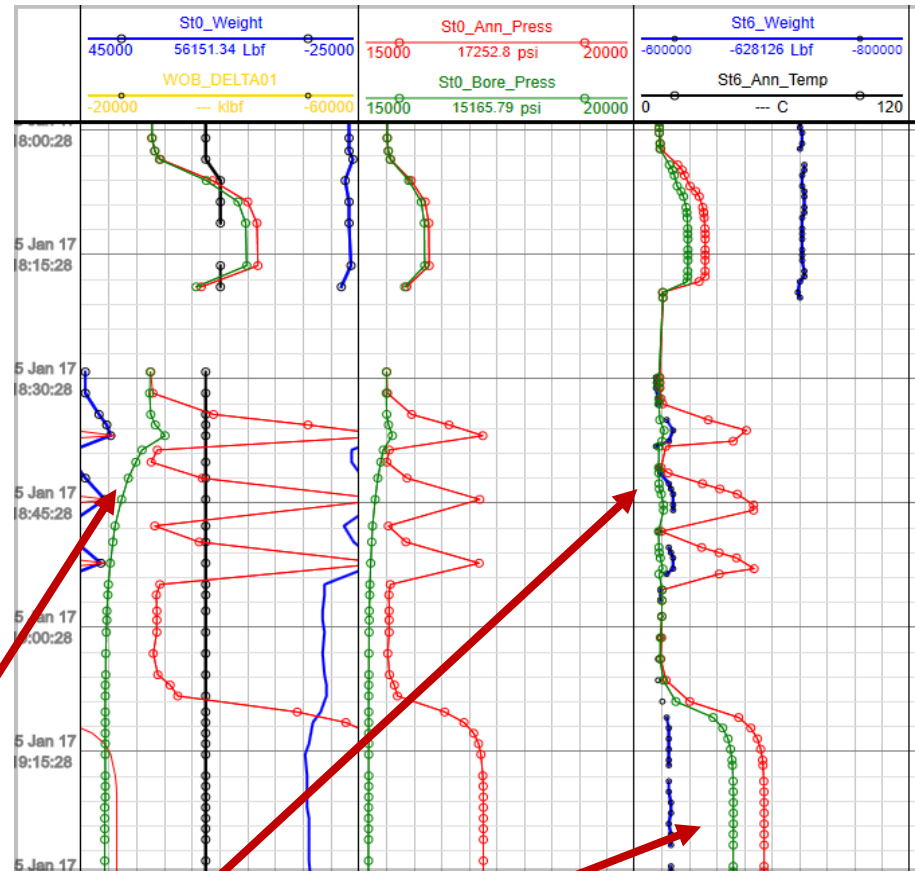 St0_Weight
45000 56151.34 Lbf -25000
WOB_DELTA01
-20000 --- klbf -60000
St0_Ann_Press
15000 17252.8 psi 20000
St0_Bore_Press
15000 15165.79 psi 20000
St6_Weight
-600000 -628126 Lbf -800000
St6_Ann_Temp
0 --- C 120
18:00:28
5 Jan 17
18:15:28
5 Jan 17
18:30:28
5 Jan 17
18:45:28
5 Jan 17
:00:28
5 Jan 17
19:15:28
5 Jan 17